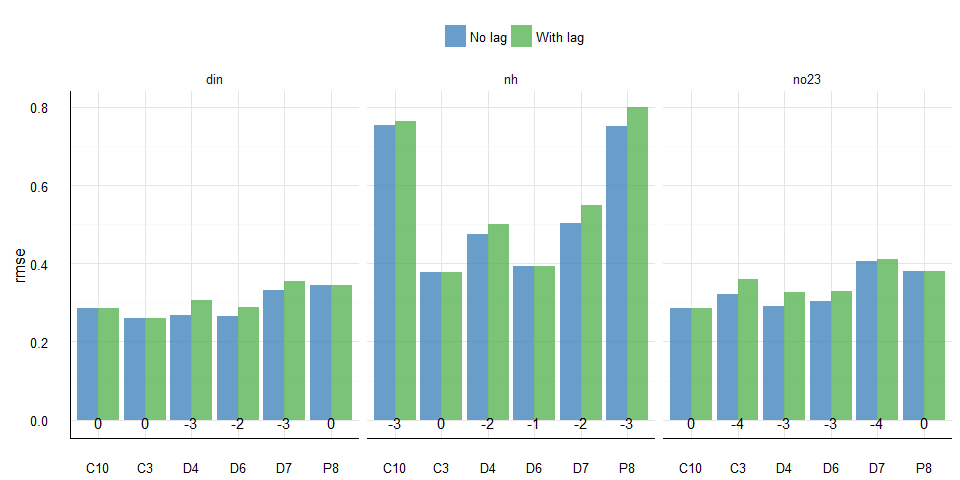 No lag With lag
din nh no23
0.8
0.6
0.4
0.2
0.0
rmse
0 0 -3 -2 -3 0 -3 0 -2 -1 -2 -3 0 -4 -3 -3 -4 0
C10 C3 D4 D6 D7 P8 C10 C3 D4 D6 D7 P8 C10 C3 D4 D6 D7 P8